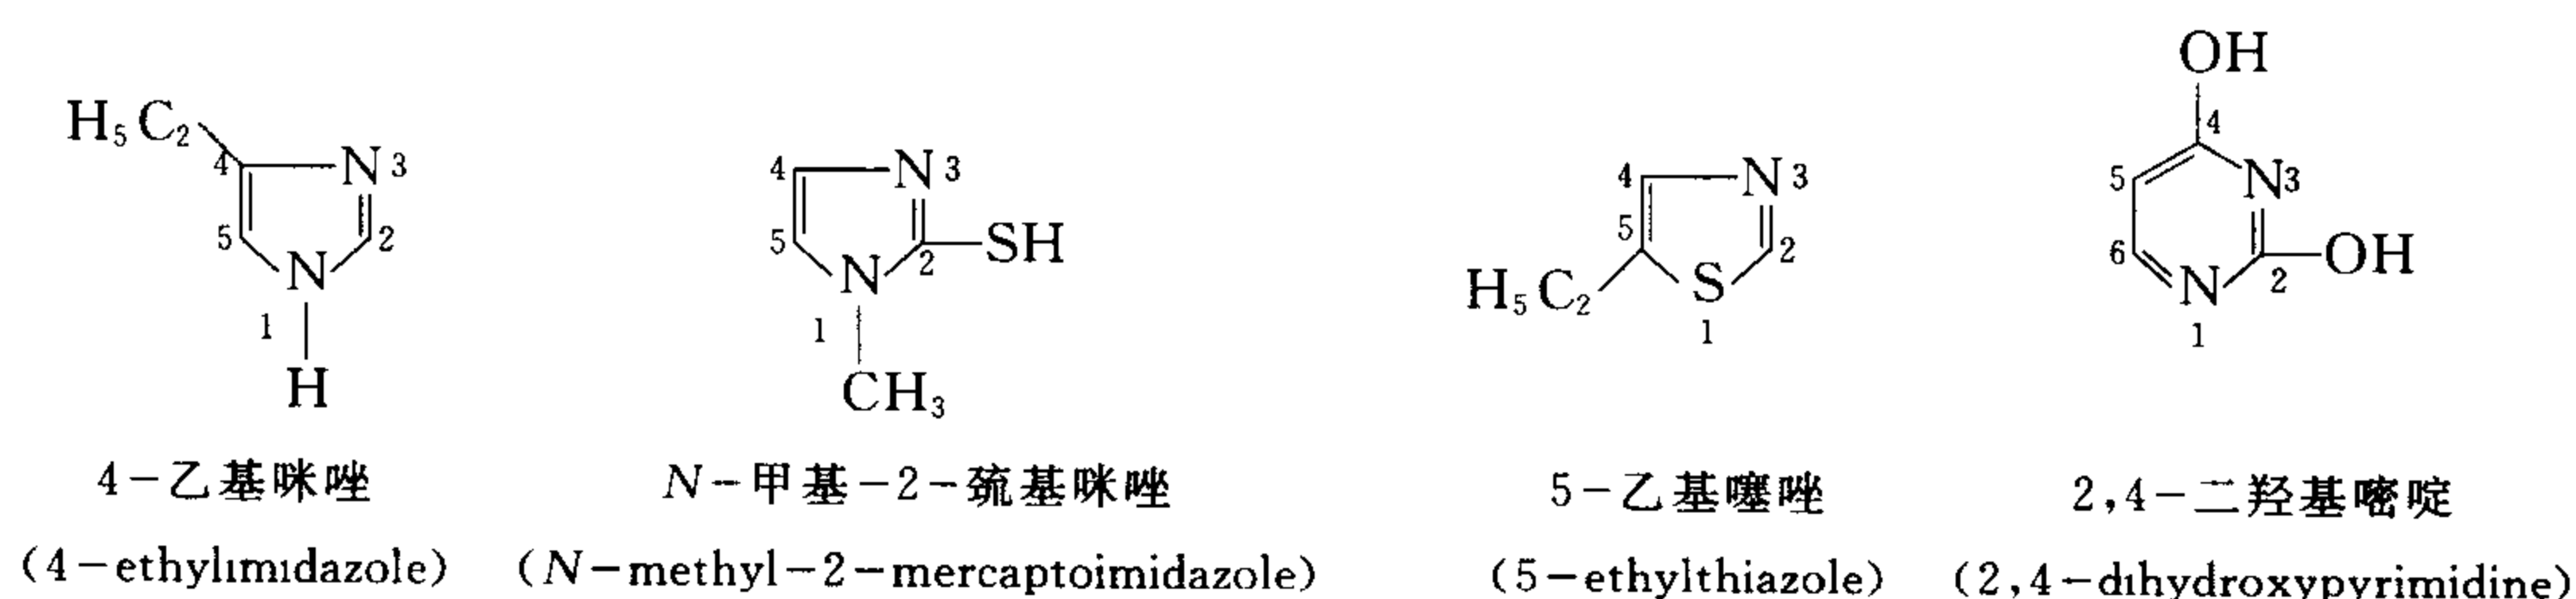 OH
H₅C₂
4
4
N 3
4
N 3
4
N 3
5
N3
5
2
5
2
SH
5
2
6
2
OH
N
N
H₅C₂
S
N
1
1
1
1
H
CH₃
4-乙基咪唑
N-甲基-2-巯基咪唑
5-乙基噻唑
2,4-二羟基嘧啶
(4-ethylimidazole)
(N-methyl-2-mercaptoimidazole)
(5-ethylthiazole)
(2,4-dihydroxypyrimidine)